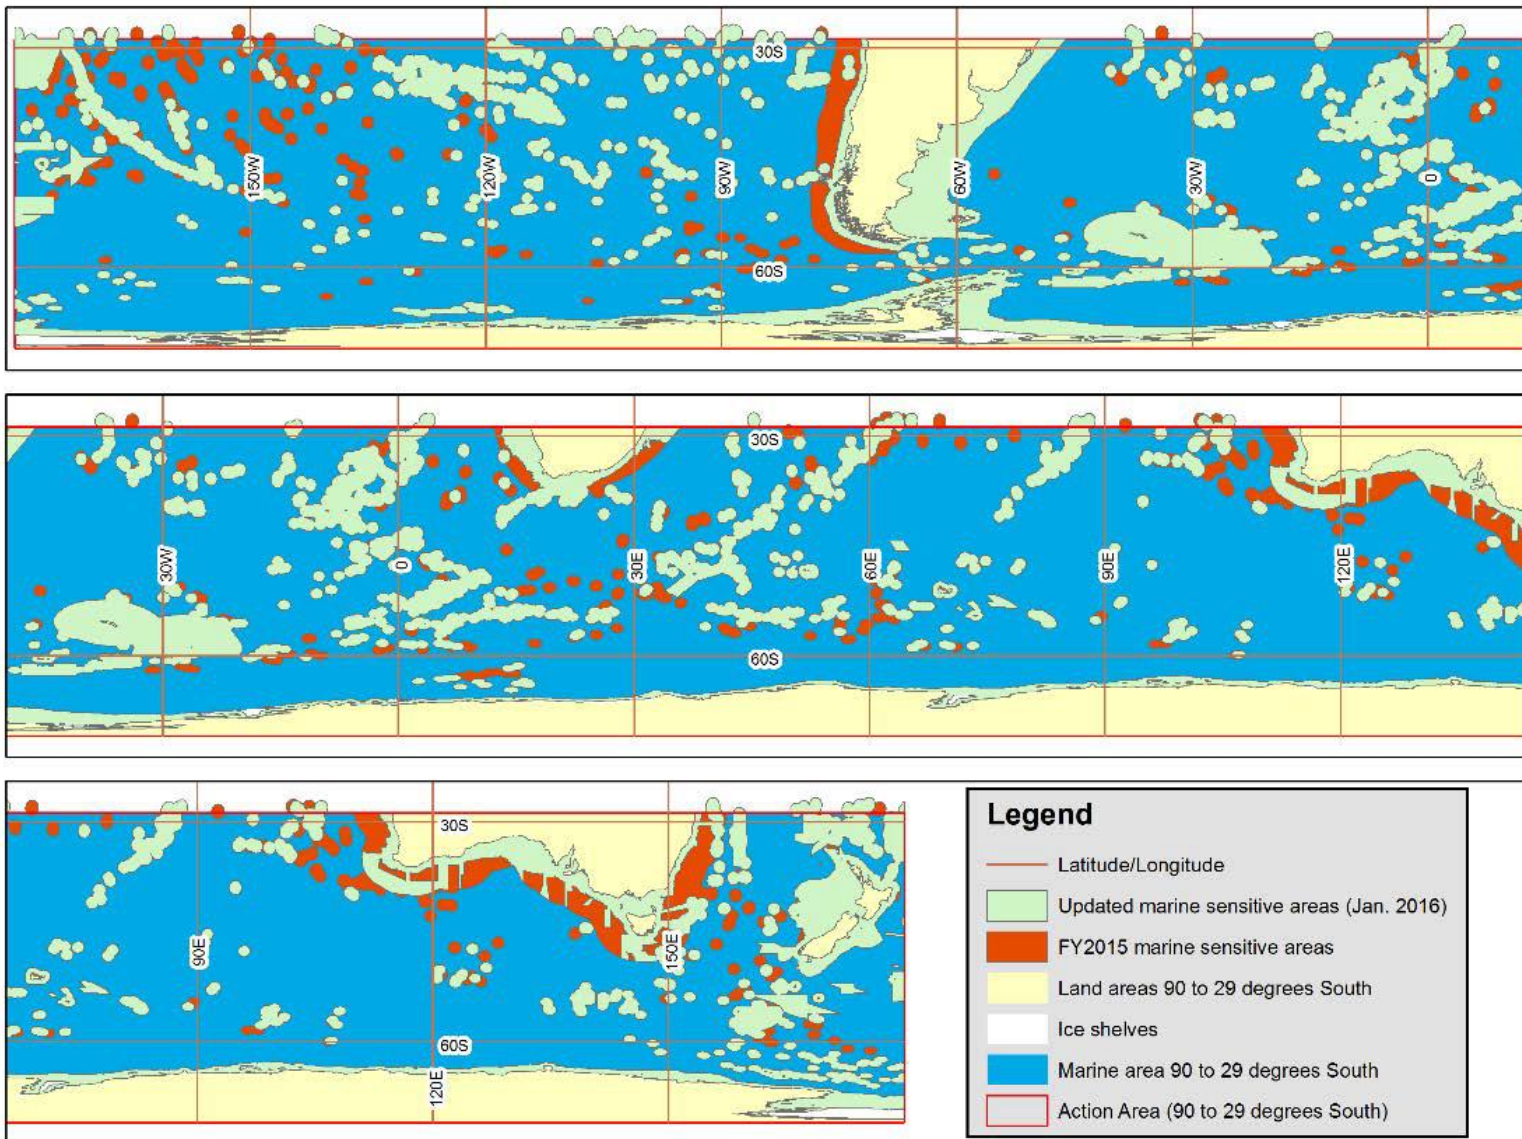 30S
150W
120W
90W
60W
30W
0
60S
30S
30W
0
30E
60E
90E
120E
60S
30S
90E
150E
60S
120E
Legend
Latitude/Longitude
Updated marine sensitive areas (Jan. 2016)
FY2015 marine sensitive areas
Land areas 90 to 29 degrees South
Ice shelves
Marine area 90 to 29 degrees South
Action Area (90 to 29 degrees South)